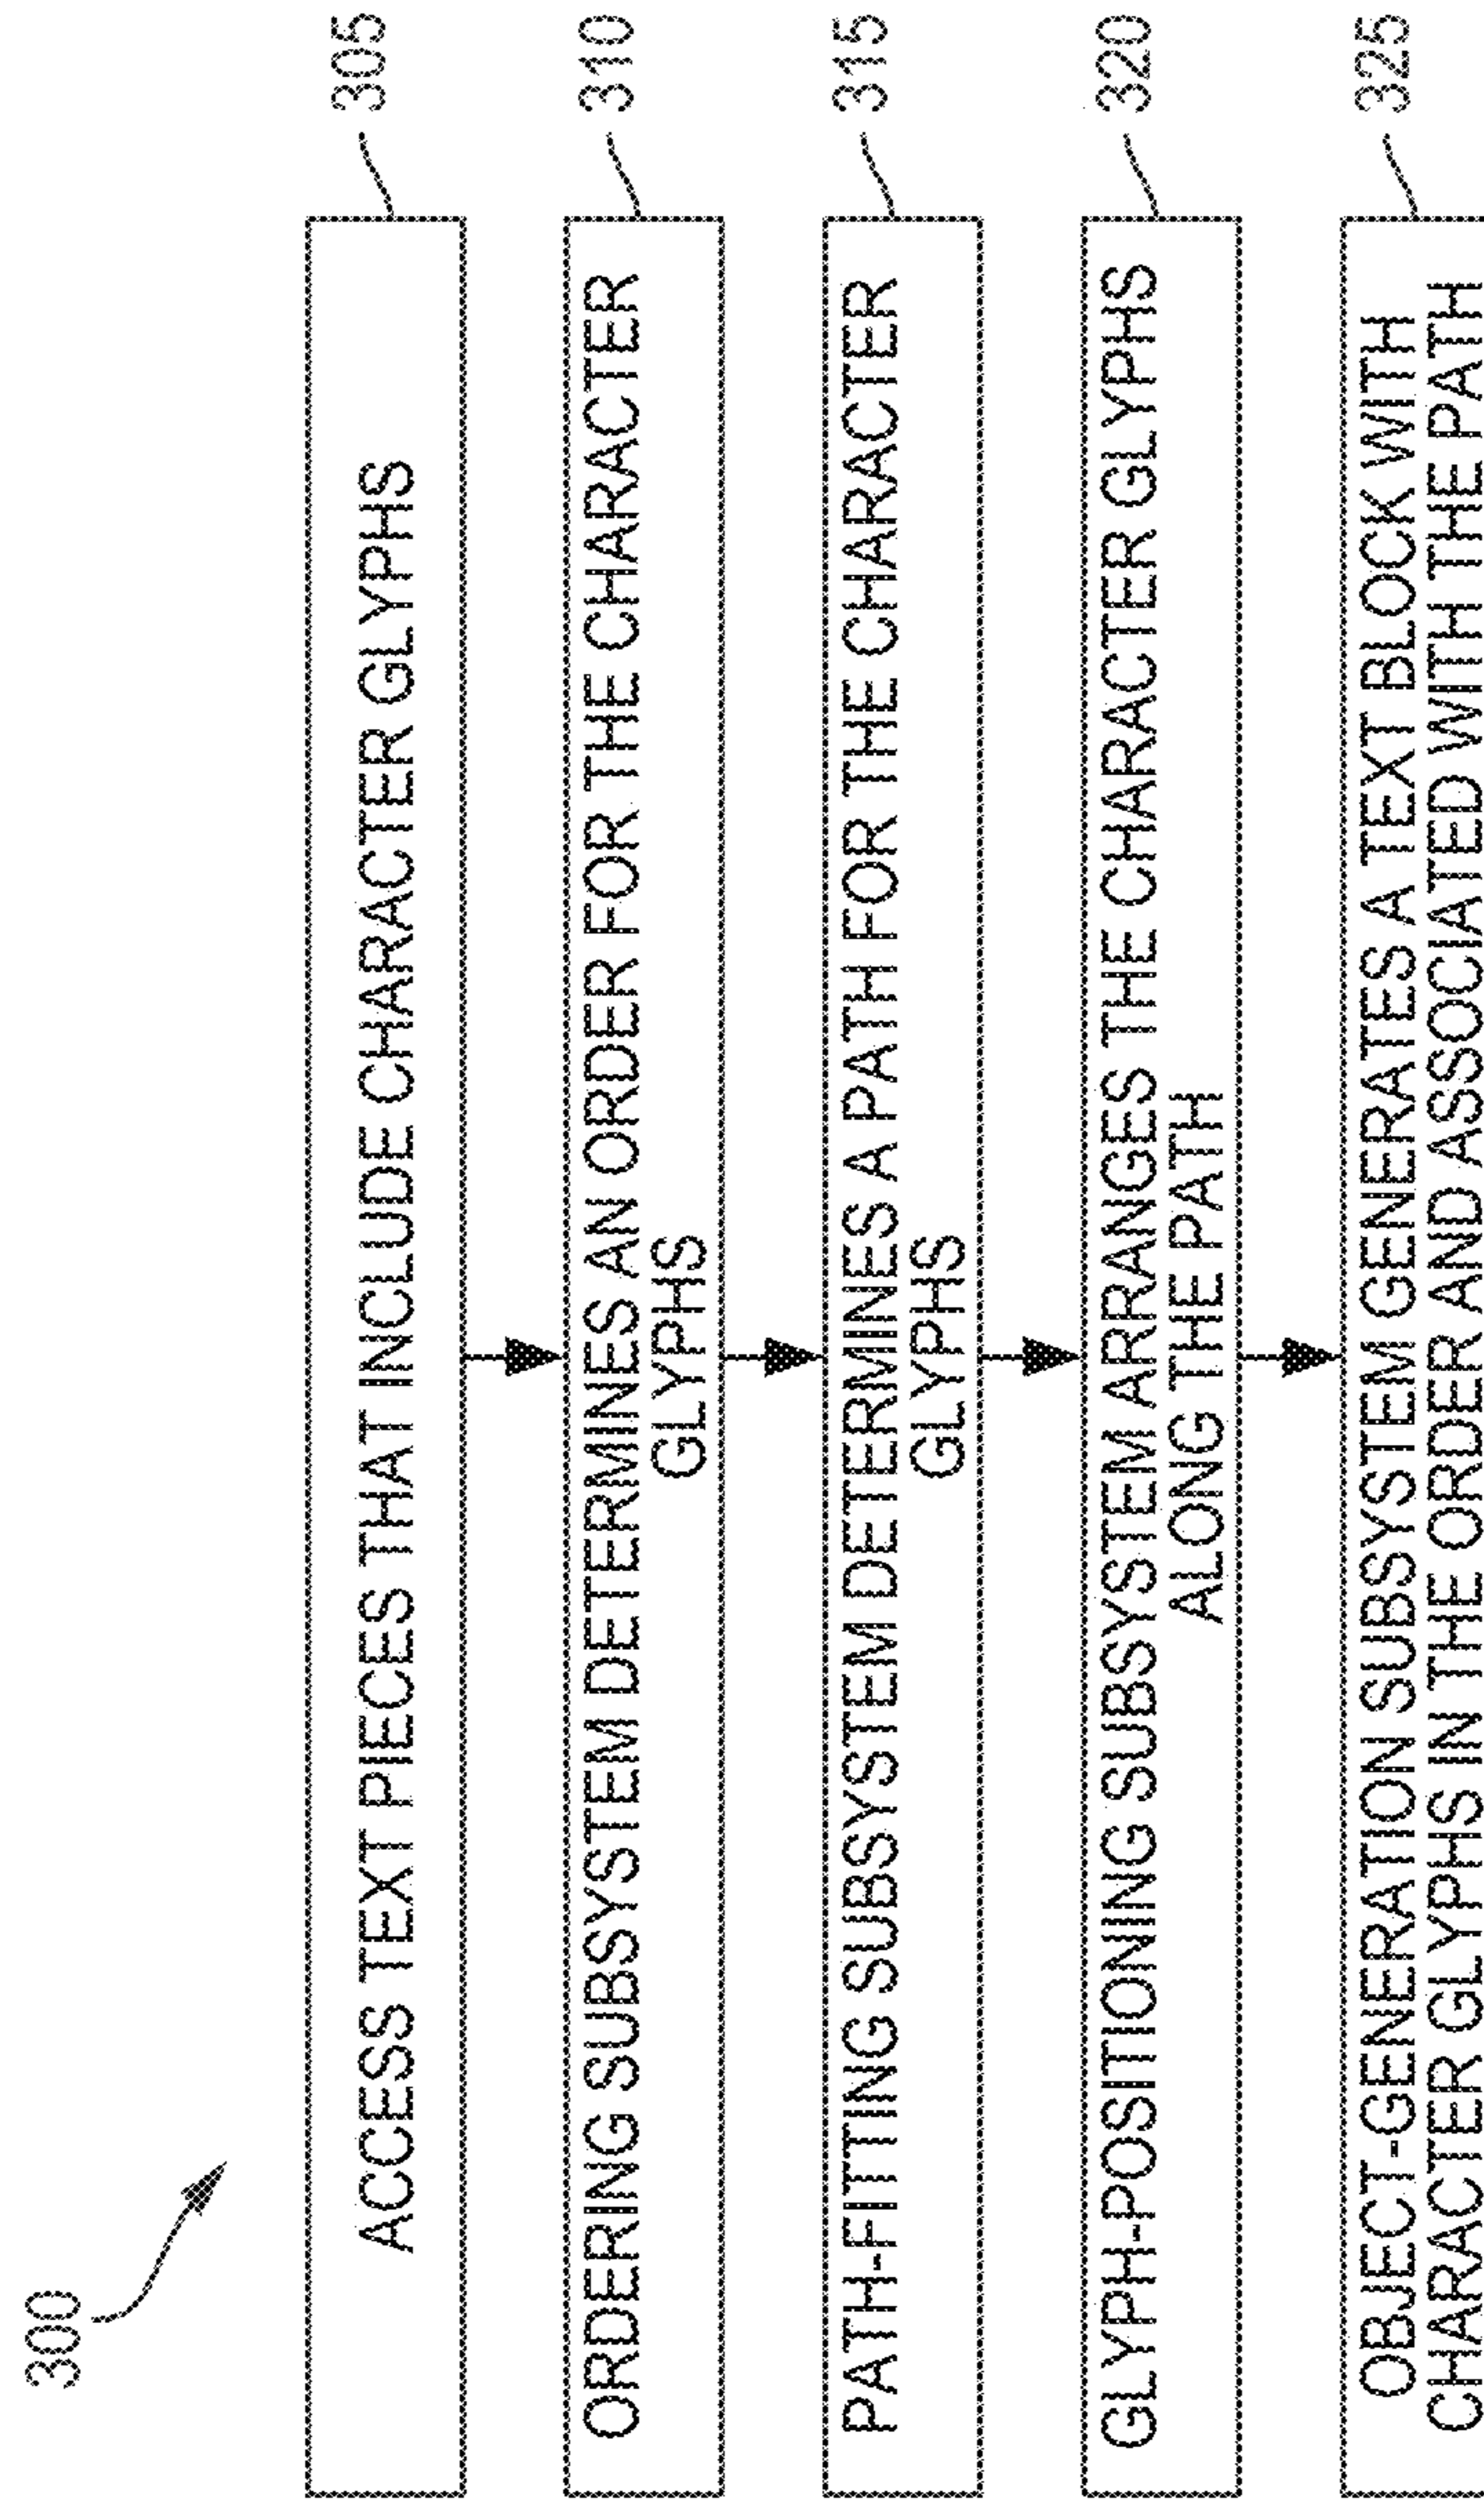 300
ACCESS TEXT PIECES THAT INCLUDE CHARACTER GLYPHS
305
ORDERING SUBSYSTEM DETERMINES AN ORDER FOR THE CHARACTER
GLYPHS
310
PATH-FITTING SUBSYSTEM DETERMINES A PATH FOR THE CHARACTER
GLYPHS
315
GLYPH-POSITIONING SUBSYSTEM ARRANGES THE CHARACTER GLYPHS
ALONG THE PATH
320
OBJECT-GENERATION SUBSYSTEM GENERATES A TEXT BLOCK WITH
CHARACTER GLYPHS IN THE ORDER AND ASSOCIATED WITH THE PATH
325